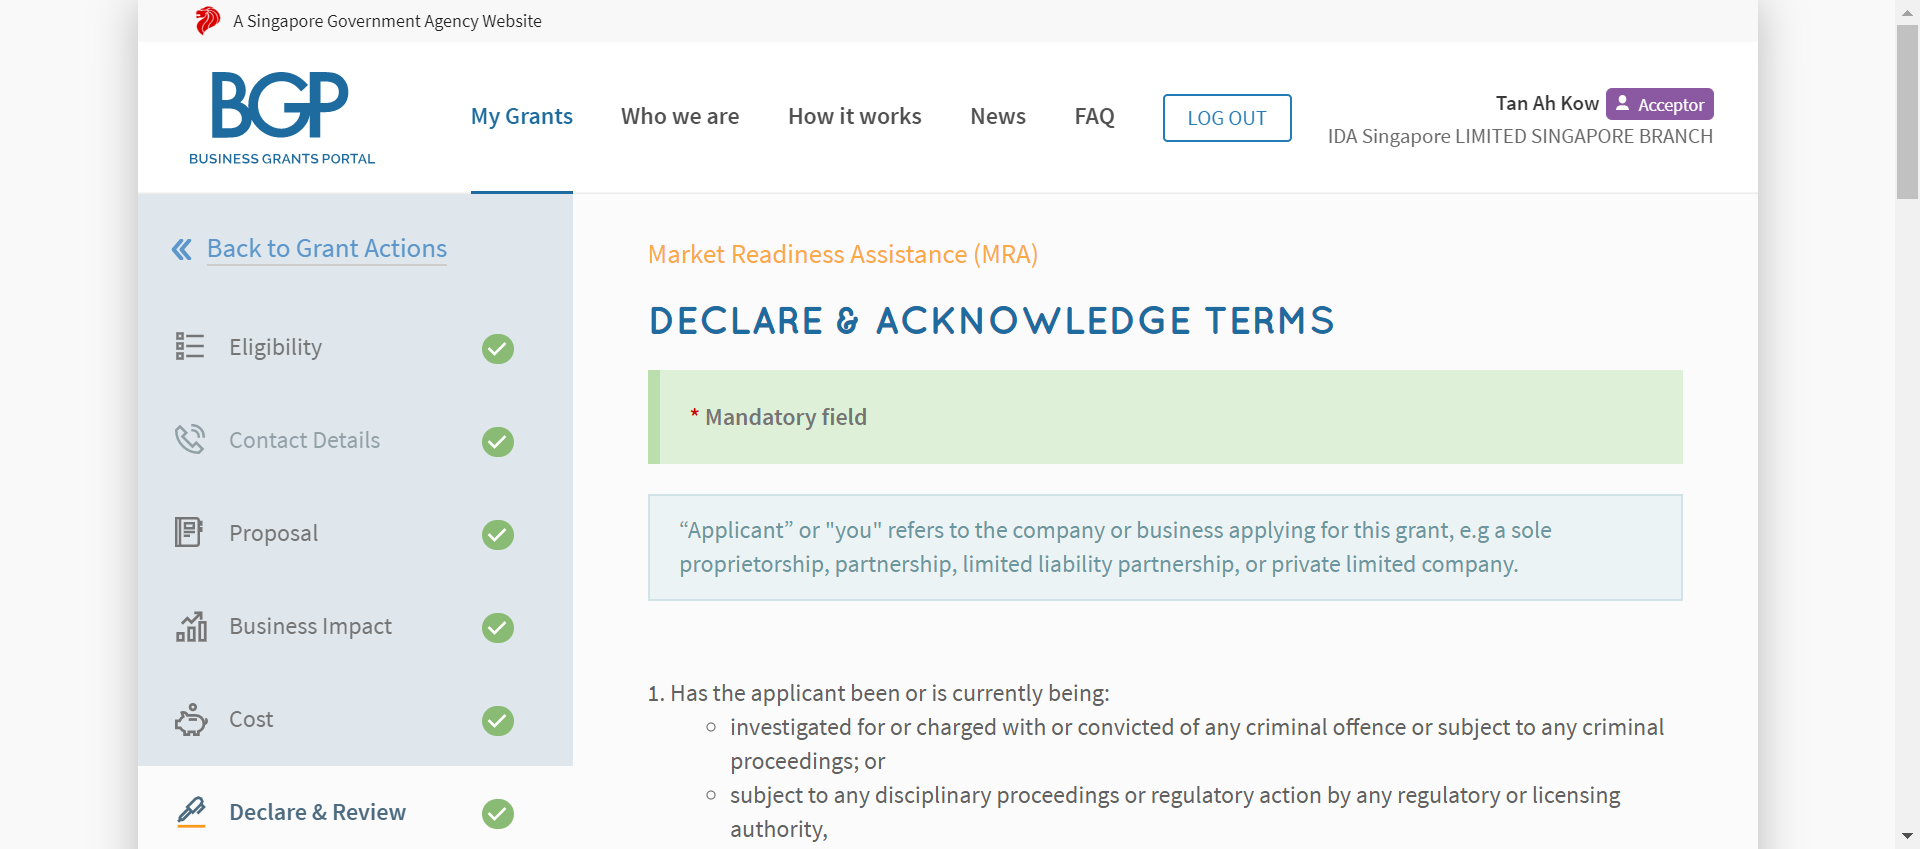 A Singapore Government Agency Website
BGP
BUSINESS GRANTS PORTAL
My Grants
Who we are
How it works
News
FAQ
LOG OUT
Tan Ah Kow
Acceptor
IDA Singapore LIMITED SINGAPORE BRANCH
Back to Grant Actions
Eligibility
Contact Details
Proposal
Business Impact
Cost
Declare & Review
Market Readiness Assistance (MRA)
DECLARE & ACKNOWLEDGE TERMS
* Mandatory field
“Applicant” or "you" refers to the company or business applying for this grant, e.g a sole
proprietorship, partnership, limited liability partnership, or private limited company.
1. Has the applicant been or is currently being:
investigated for or charged with or convicted of any criminal offence or subject to any criminal
proceedings; or
subject to any disciplinary proceedings or regulatory action by any regulatory or licensing
authority,